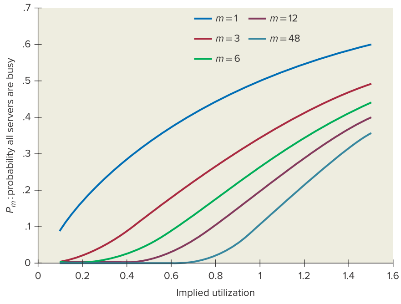 .7
.6
.5
.4
.3
.2
.1
0
P_m: probability all servers are busy
m = 1
m = 3
m = 6
m = 12
m = 48
0 0.2 0.4 0.6 0.8 1 1.2 1.4 1.6
Implied utilization